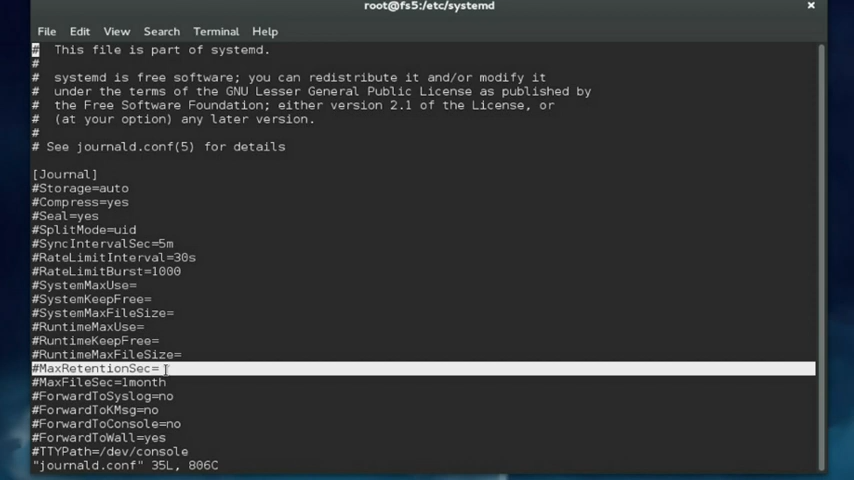 root@fs5:/etc/systemd
×
File Edit View Search Terminal Help
#  This file is part of systemd.
#
#  systemd is free software; you can redistribute it and/or modify it
#  under the terms of the GNU Lesser General Public License as published by
#  the Free Software Foundation; either version 2.1 of the License, or
#  (at your option) any later version.
#
# See journald.conf(5) for details
[Journal]
#Storage=auto
#Compress=yes
#Seal=yes
#SplitMode=uid
#SyncIntervalSec=5m
#RateLimitInterval=30s
#RateLimitBurst=1000
#SystemMaxUse=
#SystemKeepFree=
#SystemMaxFileSize=
#RuntimeMaxUse=
#RuntimeKeepFree=
#RuntimeMaxFileSize=
#MaxRetentionSec=
#MaxFileSec=1month
#ForwardToSyslog=no
#ForwardToKMsg=no
#ForwardToConsole=no
#ForwardToWall=yes
#TTYPath=/dev/console
"journald.conf" 35L, 806C